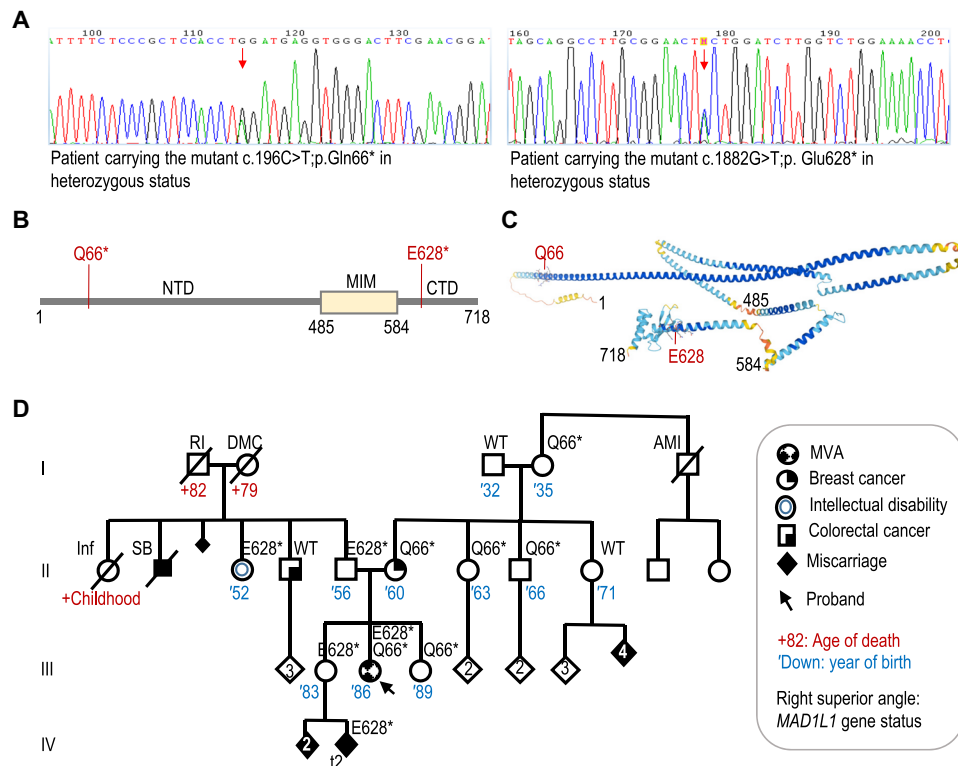 A
100 110 120 130
ATTTTCTCCCGCTCCACCTGGATGAGGTGGGACTTCGAACGGA
Patient carrying the mutant c.196C>T;p.Gln66* in
heterozygous status
160 170 180 190 200
TAGCAGGCCTTGCGGAACTHCTGGATCTTGGTCTGGAAAACCT
Patient carrying the mutant c.1882G>T;p. Glu628* in
heterozygous status
B
Q66* E628*
NTD MIM CTD
1 485 584 718
C
Q66
1
485
718 E628 584
D
I
RI DMC WT Q66* AMI
+82 +79 '32 '35
II
Inf SB E628* WT E628* Q66* Q66* Q66* WT
+Childhood '52 '56 '60 '63 '66 '71
III
E628* E628* Q66*
Q66*
3 2 2 3 4
'83 '86 '89
IV
E628*
2
t2
MVA
Breast cancer
Intellectual disability
Colorectal cancer
Miscarriage
Proband
+82: Age of death
'Down: year of birth
Right superior angle:
MAD1L1 gene status